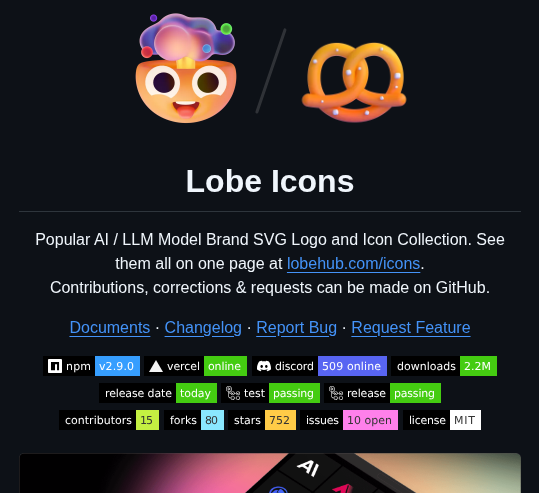 Lobe Icons
Popular AI / LLM Model Brand SVG Logo and Icon Collection. See
them all on one page at lobehub.com/icons.
Contributions, corrections & requests can be made on GitHub.
Documents · Changelog · Report Bug · Request Feature
npm v2.9.0 vercel online discord 509 online downloads 2.2M
release date today test passing release passing
contributors 15 forks 80 stars 752 issues 10 open license MIT
AI